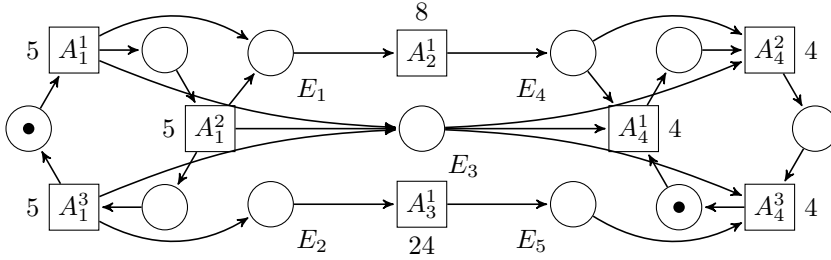 8
5 $A_1^1$ $A_2^1$ $A_4^2$ 4
$E_1$ $E_4$
5 $A_1^2$ $A_4^1$ 4
$E_3$
5 $A_1^3$ $A_3^1$ $A_4^3$ 4
$E_2$ 24 $E_5$